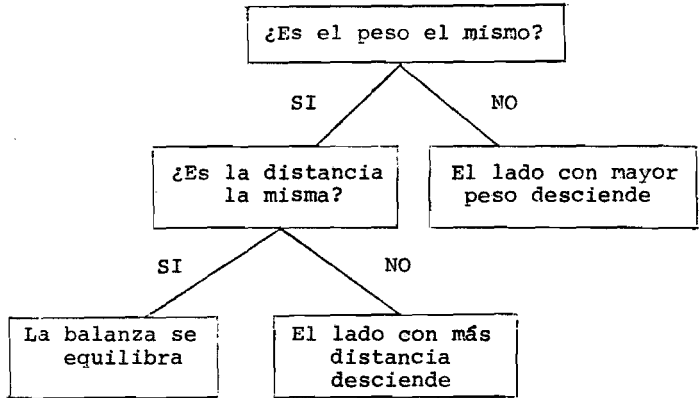 ¿Es el peso el mismo?
SI
NO
¿Es la distancia
la misma?
El lado con mayor
peso desciende
SI
NO
La balanza se
equilibra
El lado con más
distancia
desciende